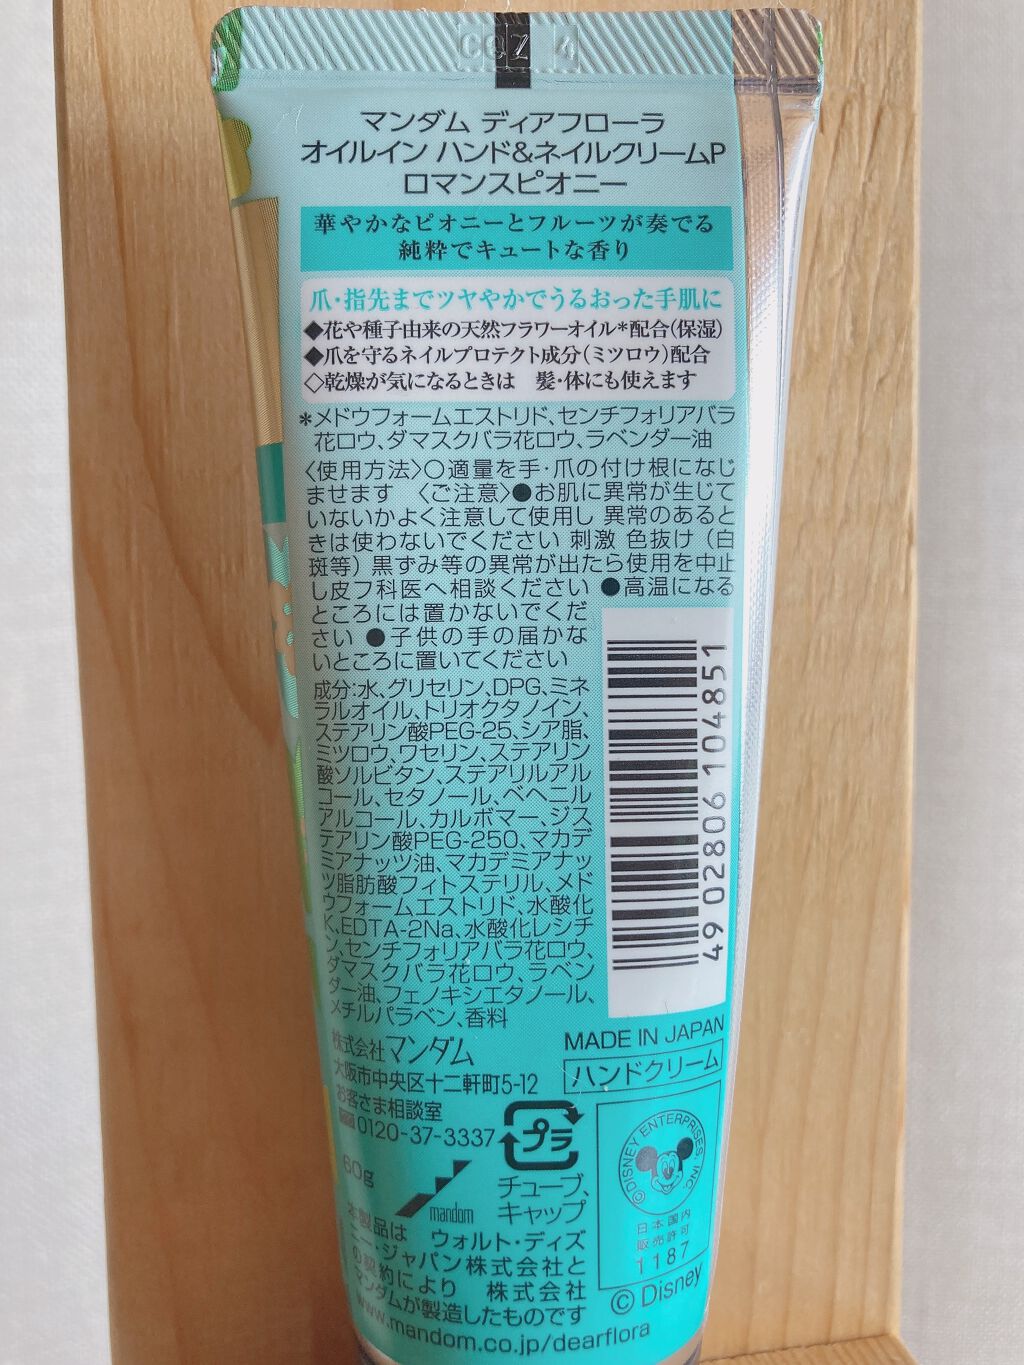 マンダム ディアフローラ
オイルイン ハンド&ネイルクリームP
ロマンスピオニー
華やかなピオニーとフルーツが奏でる
純粋でキュートな香り
爪・指先までツヤやかでうるおった手肌に
◆花や種子由来の天然フラワーオイル*配合(保湿)
◆爪を守るネイルプロテクト成分(ミツロウ)配合
◇乾燥が気になるときは 髪・体にも使えます
*メドウフォームエストリド、センチフォリアバラ
花ロウ、ダマスクバラ花ロウ、ラベンダー油
〈使用方法〉○適量を手・爪の付け根になじ
ませます 〈ご注意〉●お肌に異常が生じて
いないかよく注意して使用し 異常のあると
きは使わないでください 刺激 色抜け(白
斑等)黒ずみ等の異常が出たら使用を中止
し皮フ科医へ相談ください ●高温になる
ところには置かないでくだ
さい ●子供の手の届かな
いところに置いてください
成分:水、グリセリン、DPG、ミネ
ラルオイル、トリオクタノイン、
ステアリン酸PEG-25、シア脂、
ミツロウ、ワセリン、ステアリン
酸ソルビタン、ステアリルアル
コール、セタノール、ベヘニル
アルコール、カルボマー、ジス
テアリン酸PEG-250、マカデ
ミアナッツ油、マカデミアナッ
ツ脂肪酸フィトステリル、メド
ウフォームエストリド、水酸化
K、EDTA-2Na、水酸化レシチ
ン、センチフォリアバラ花ロウ、
ダマスクバラ花ロウ、ラベン
ダー油、フェノキシエタノール、
メチルパラベン、香料
4902806104851
株式会社マンダム
大阪市中央区十二軒町5-12
お客さま相談室
0120-37-3337
60g
MADE IN JAPAN
ハンドクリーム
プラ
チューブ、
キャップ
mandom
©DISNEY ENTERPRISES, INC.
日本国内
販売許可
1187
©Disney
本製品は ウォルト・ディズ
ニー・ジャパン株式会社と
の契約により 株式会社
マンダムが製造したものです
www.mandom.co.jp/dearflora